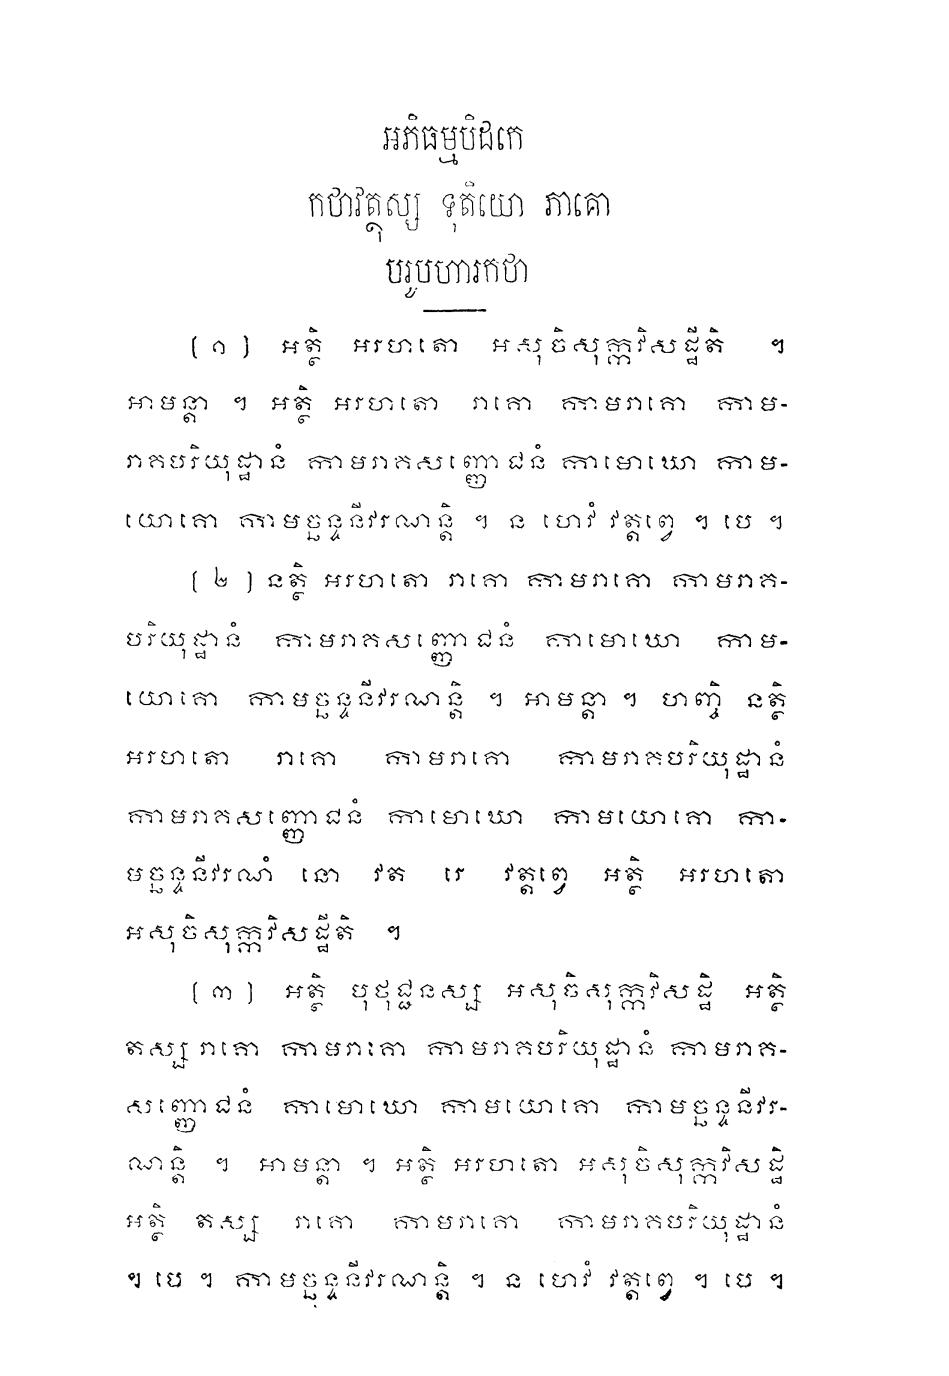 អភិធម្មបិដកេ
កថាវត្ថុស្ស ទុតិយោ ភាគោ
បរូបហារកថា
(១) អត្ថិ អរហតោ អសុចិសុក្កវិសដ្ឋីតិ ។
អាមន្តា ។ អត្ថិ អរហតោ រាគោ កាមរាគោ កាម-
រាគបរិយុដ្ឋានំ កាមរាគសញ្ញោជនំ កាមោឃោ កាម-
យោគោ កាមច្ឆន្ទនីវរណន្តិ ។ ន ហេវំ វត្តព្វេ ។ បេ ។
(២) នត្ថិ អរហតោ រាគោ កាមរាគោ កាមរាគ-
បរិយុដ្ឋានំ កាមរាគសញ្ញោជនំ កាមោឃោ កាម-
យោគោ កាមច្ឆន្ទនីវរណន្តិ ។ អាមន្តា ។ ហញ្ចិ នត្ថិ
អរហតោ រាគោ កាមរាគោ កាមរាគបរិយុដ្ឋានំ
កាមរាគសញ្ញោជនំ កាមោឃោ កាមយោគោ កា-
មច្ឆន្ទនីវរណំ នោ វត រេ វត្តព្វេ អត្ថិ អរហតោ
អសុចិសុក្កវិសដ្ឋីតិ ។
(៣) អត្ថិ បុថុជ្ជនស្ស អសុចិសុក្កវិសដ្ឋិ អត្ថិ
តស្ស រាគោ កាមរាគោ កាមរាគបរិយុដ្ឋានំ កាមរាគ-
សញ្ញោជនំ កាមោឃោ កាមយោគោ កាមច្ឆន្ទនីវរ-
ណន្តិ ។ អាមន្តា ។ អត្ថិ អរហតោ អសុចិសុក្កវិសដ្ឋិ
អត្ថិ តស្ស រាគោ កាមរាគោ កាមរាគបរិយុដ្ឋានំ
។ បេ ។ កាមច្ឆន្ទនីវរណន្តិ ។ ន ហេវំ វត្តព្វេ ។ បេ ។